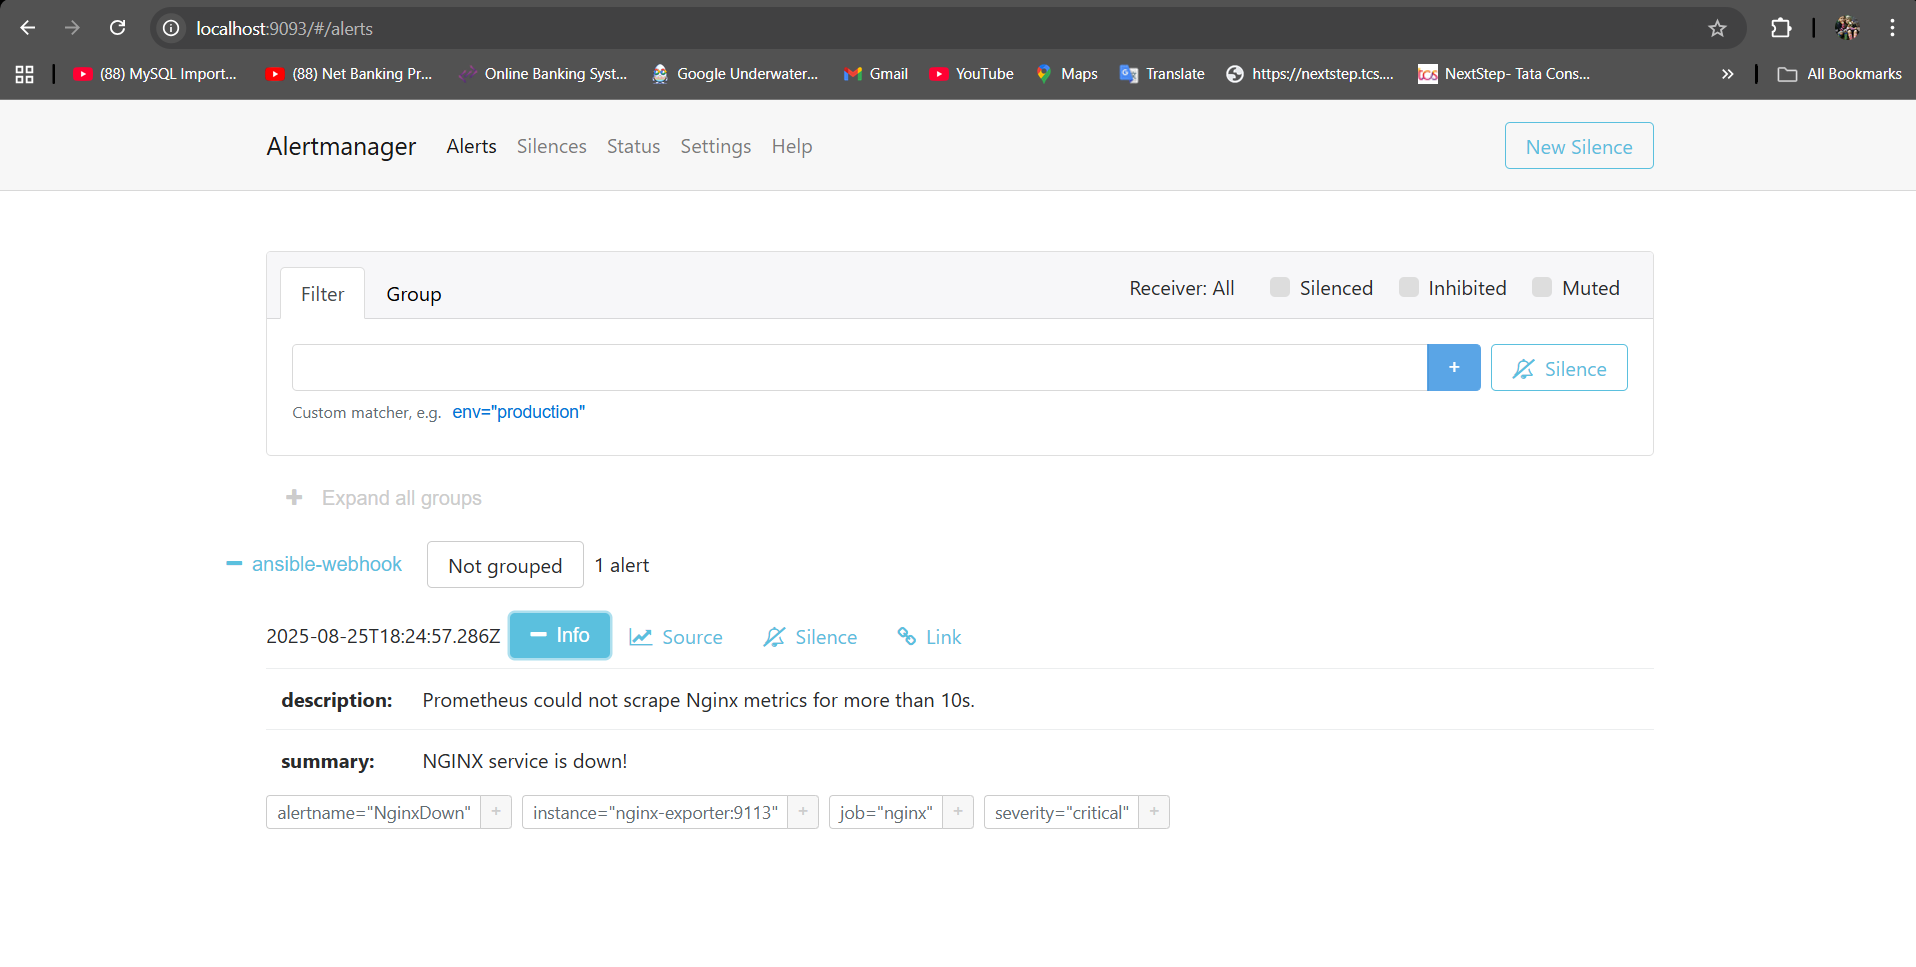 localhost:9093/#/alerts
(88) MySQL Import... (88) Net Banking Pr... Online Banking Syst... Google Underwater... Gmail YouTube Maps Translate https://nextstep.tcs.... tcs NextStep- Tata Cons... » All Bookmarks
Alertmanager Alerts Silences Status Settings Help New Silence
Filter Group Receiver: All Silenced Inhibited Muted
+ Silence
Custom matcher, e.g. env="production"
+ Expand all groups
− ansible-webhook Not grouped 1 alert
2025-08-25T18:24:57.286Z − Info Source Silence Link
description: Prometheus could not scrape Nginx metrics for more than 10s.
summary: NGINX service is down!
alertname="NginxDown" + instance="nginx-exporter:9113" + job="nginx" + severity="critical" +